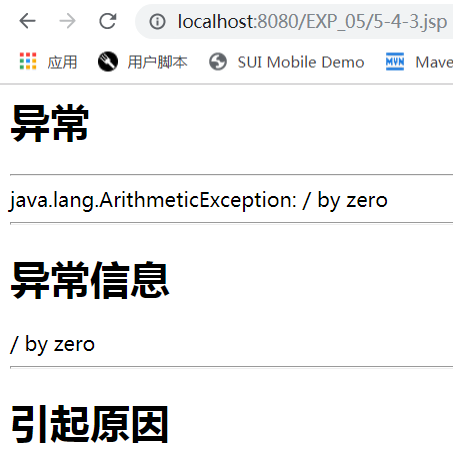 localhost:8080/EXP_05/5-4-3.jsp
应用 用户脚本 SUI Mobile Demo MVN Mave
异常
java.lang.ArithmeticException: / by zero
异常信息
/ by zero
引起原因